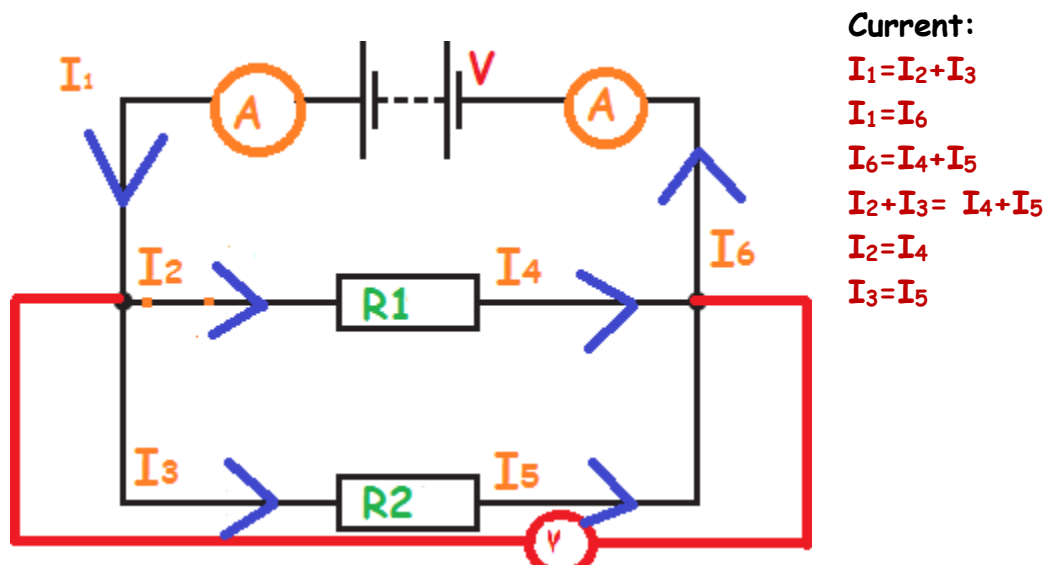 Current:
I₁=I₂+I₃
I₁=I₆
I₆=I₄+I₅
I₂+I₃= I₄+I₅
I₂=I₄
I₃=I₅
I₁
A
V
A
I₂
I₄
I₆
R1
I₃
I₅
R2
V